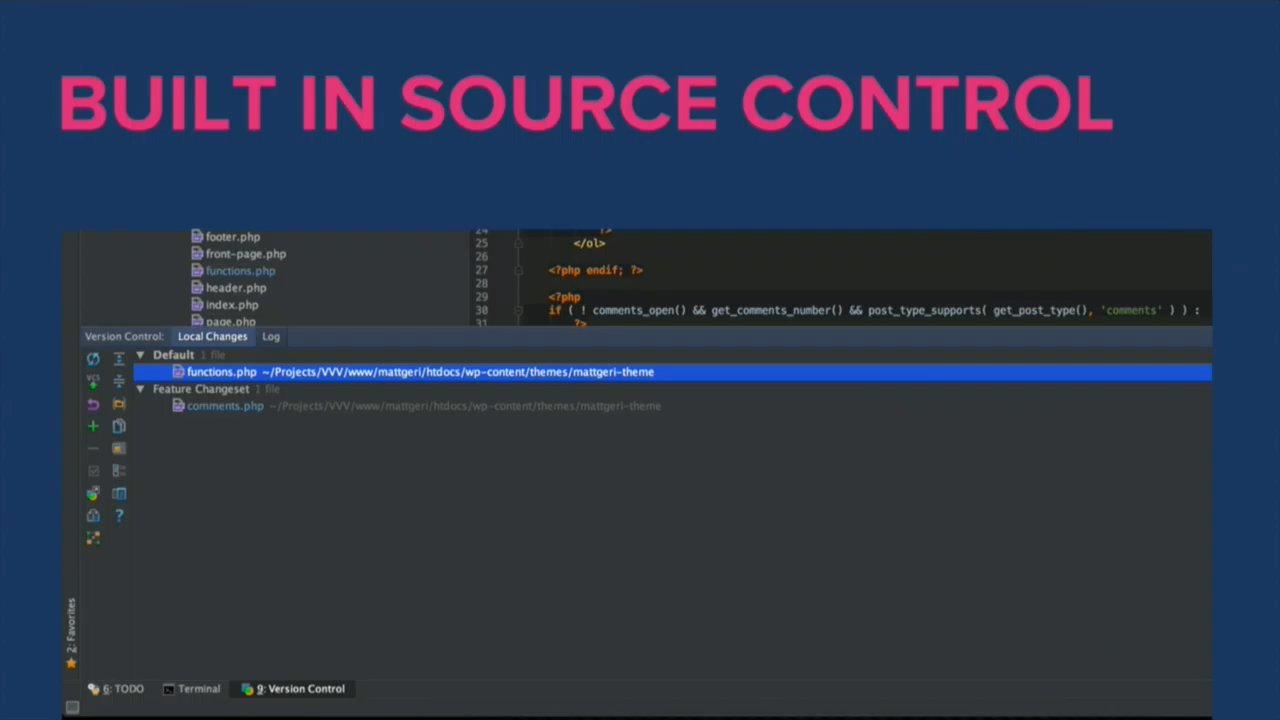 BUILT IN SOURCE CONTROL
footer.php
front-page.php
functions.php
header.php
index.php
page.php
24 ?>
25 </ol>
26
27 <?php endif; ?>
28
29 <?php
30 if ( ! comments_open() && get_comments_number() && post_type_supports( get_post_type(), 'comments' ) ) :
31 ?>
Version Control: Local Changes Log
Default 1 file
functions.php ~/Projects/VVV/www/mattgeri/htdocs/wp-content/themes/mattgeri-theme
Feature Changeset 1 file
comments.php ~/Projects/VVV/www/mattgeri/htdocs/wp-content/themes/mattgeri-theme
VCS
?
2: Favorites
6: TODO Terminal 9: Version Control